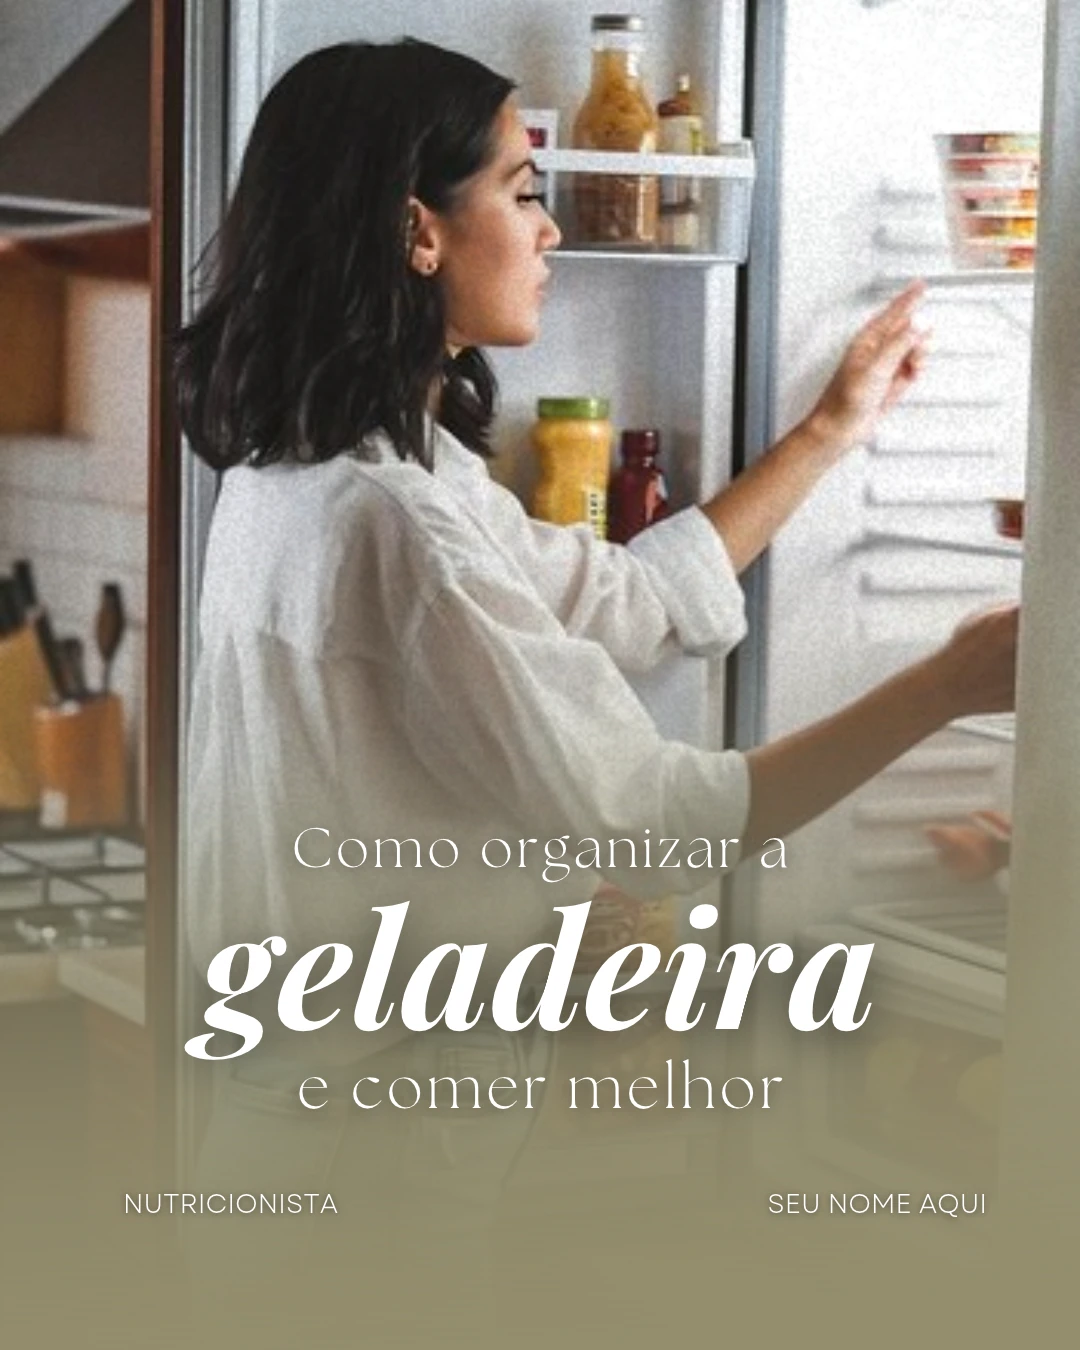 Como organizar a
geladeira
e comer melhor
NUTRICIONISTA
SEU NOME AQUI